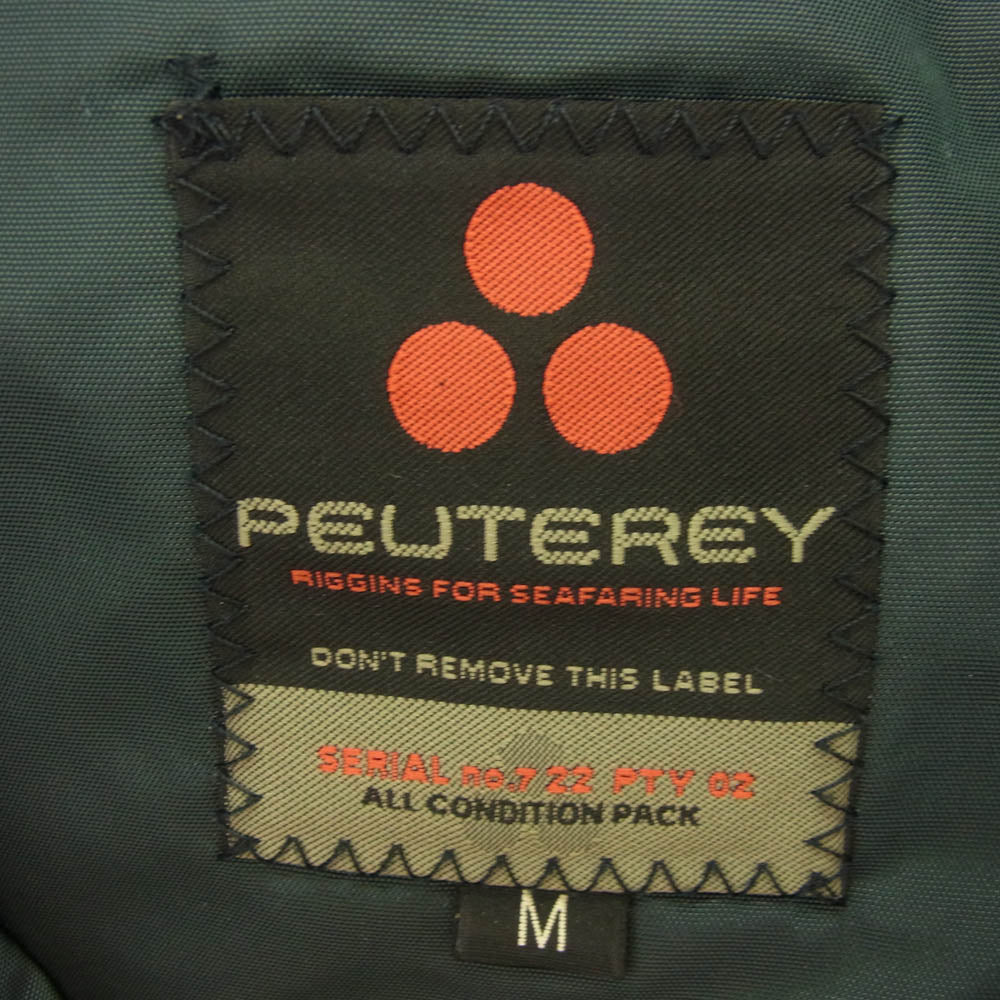 PEUTEREY
RIGGINS FOR SEAFARING LIFE
DON'T REMOVE THIS LABEL
SERIAL no.7 22 PTY 02
ALL CONDITION PACK
M